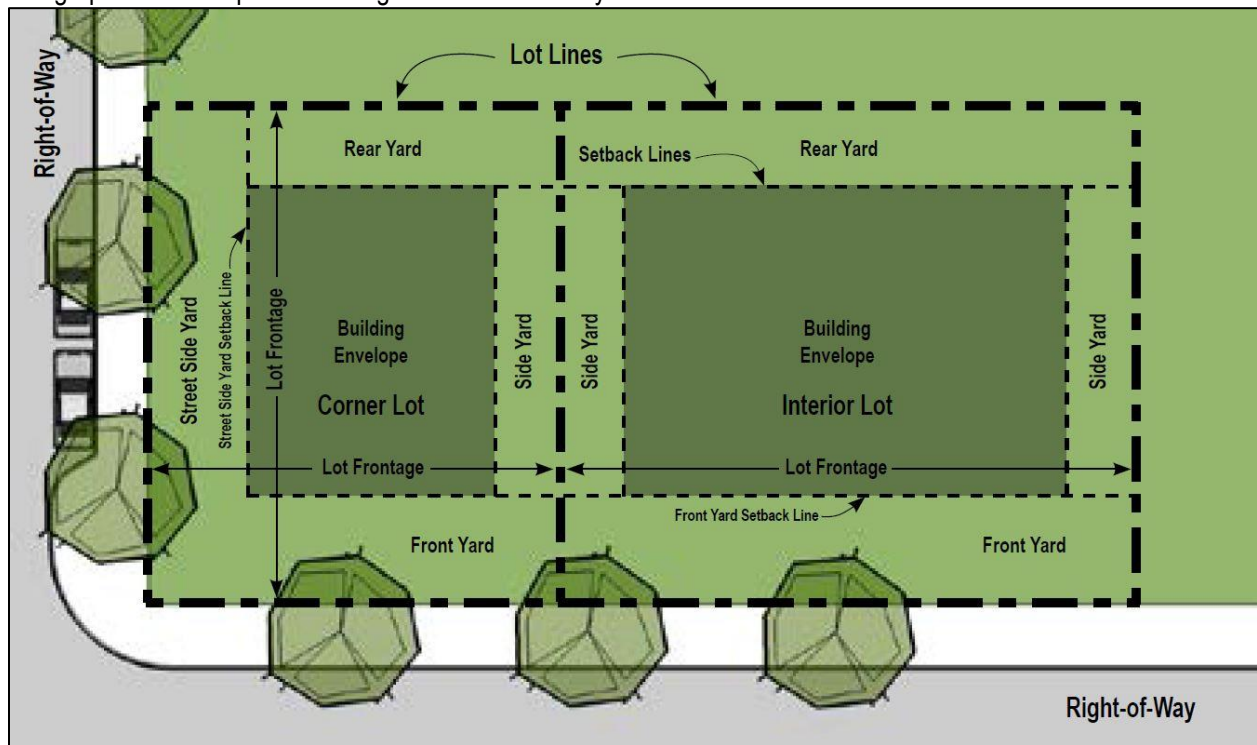 Lot Lines
Right-of-Way
Rear Yard
Setback Lines
Rear Yard
Street Side Yard
Street Side Yard Setback Line
Lot Frontage
Building
Envelope
Corner Lot
Side Yard
Side Yard
Building
Envelope
Interior Lot
Side Yard
Lot Frontage
Lot Frontage
Front Yard Setback Line
Front Yard
Front Yard
Right-of-Way